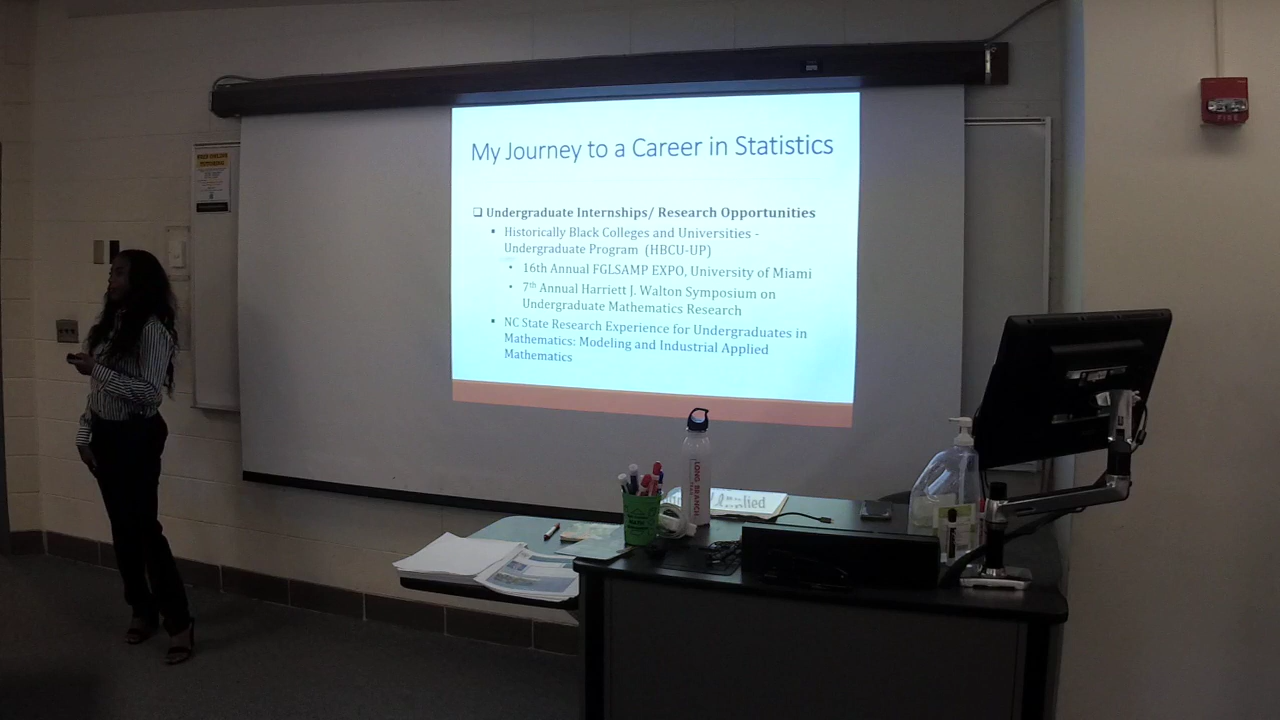 My Journey to a Career in Statistics
❑ Undergraduate Internships/ Research Opportunities
▪ Historically Black Colleges and Universities -
Undergraduate Program (HBCU-UP)
• 16th Annual FGLSAMP EXPO, University of Miami
• 7th Annual Harriett J. Walton Symposium on
Undergraduate Mathematics Research
▪ NC State Research Experience for Undergraduates in
Mathematics: Modeling and Industrial Applied
Mathematics
FIRE
LONG BRANCH